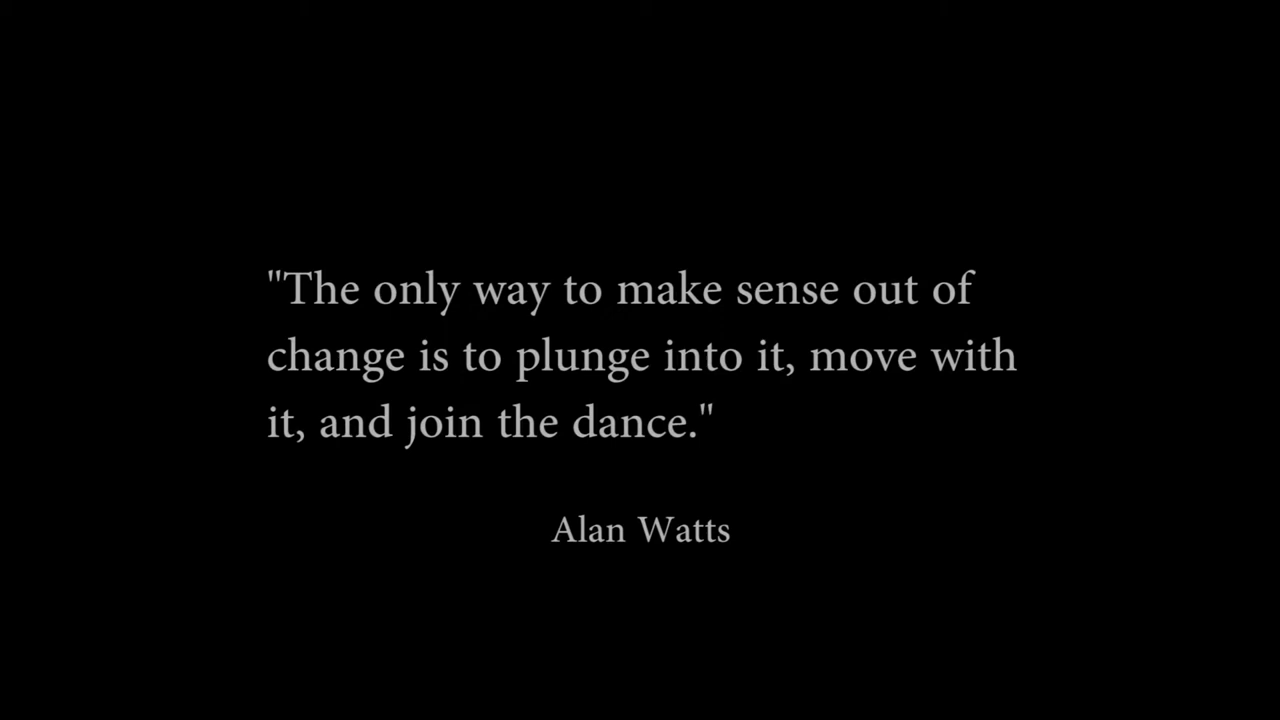 "The only way to make sense out of
change is to plunge into it, move with
it, and join the dance."
Alan Watts